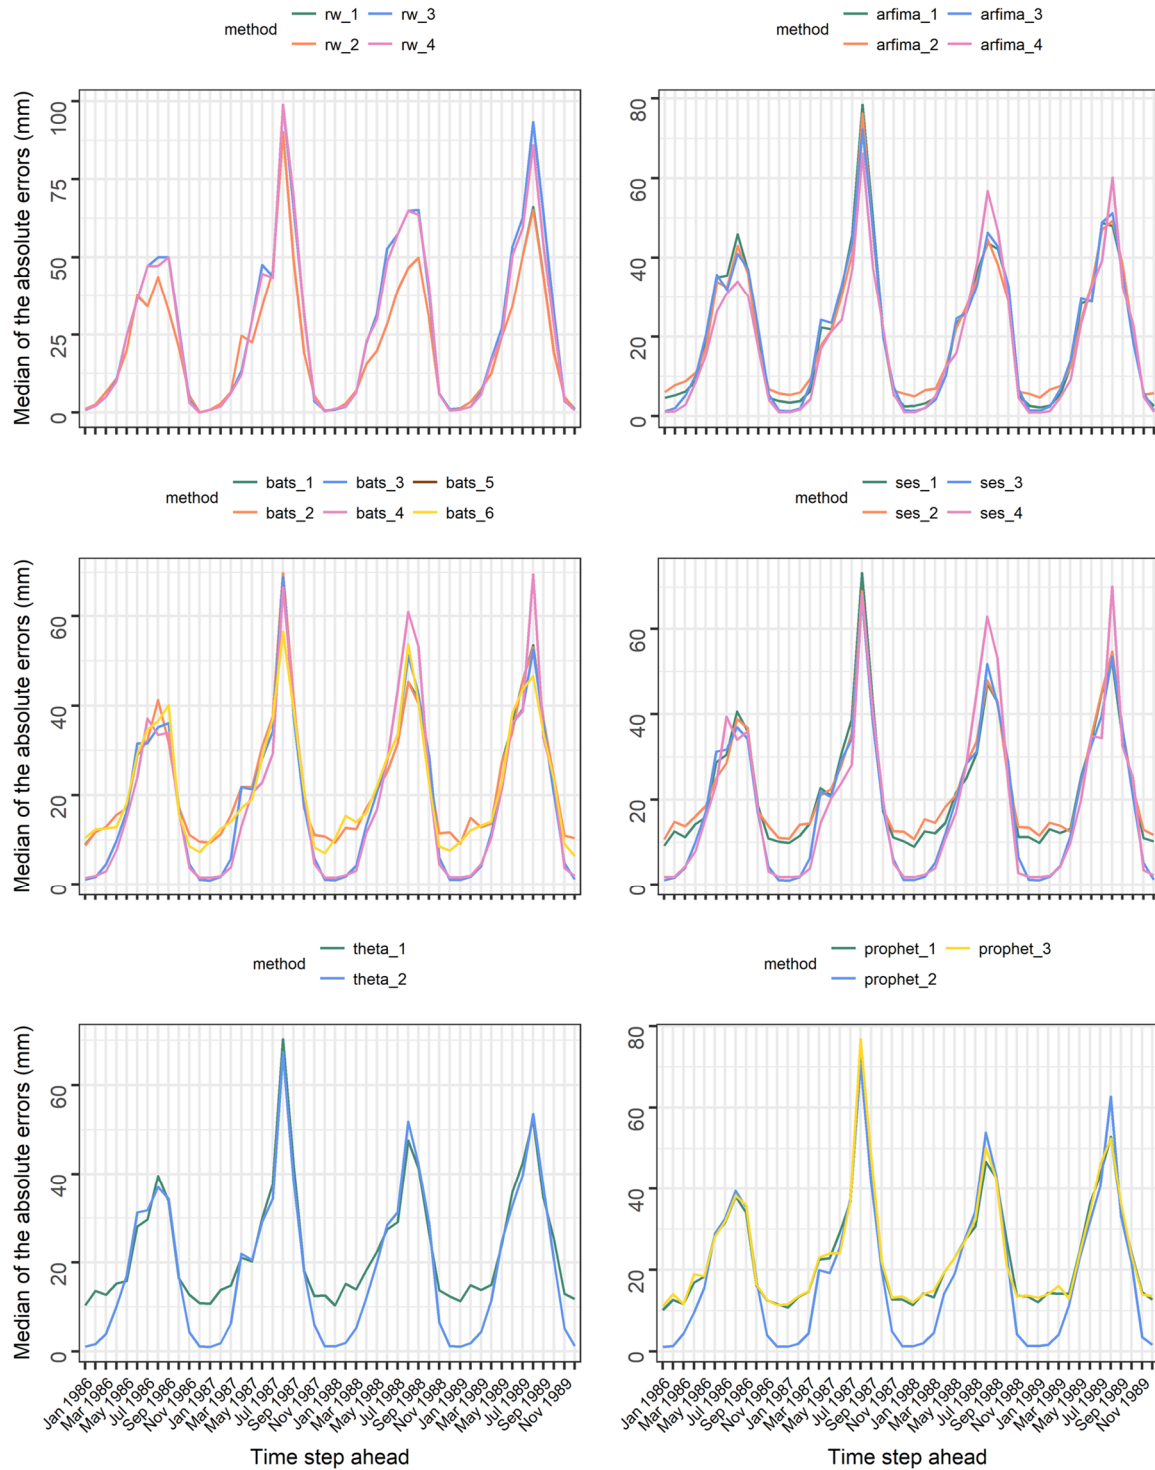 method rw_1 rw_3
rw_2 rw_4
method arfima_1 arfima_3
arfima_2 arfima_4
Median of the absolute errors (mm)
100
75
50
25
0
80
60
40
20
0
method bats_1 bats_3 bats_5
bats_2 bats_4 bats_6
method ses_1 ses_3
ses_2 ses_4
Median of the absolute errors (mm)
60
40
20
0
60
40
20
0
method theta_1
theta_2
method prophet_1 prophet_3
prophet_2
Median of the absolute errors (mm)
60
40
20
0
80
60
40
20
0
Jan 1986
Mar 1986
May 1986
Jul 1986
Sep 1986
Nov 1986
Jan 1987
Mar 1987
May 1987
Jul 1987
Sep 1987
Nov 1987
Jan 1988
Mar 1988
May 1988
Jul 1988
Sep 1988
Nov 1988
Jan 1989
Mar 1989
May 1989
Jul 1989
Sep 1989
Nov 1989
Jan 1986
Mar 1986
May 1986
Jul 1986
Sep 1986
Nov 1986
Jan 1987
Mar 1987
May 1987
Jul 1987
Sep 1987
Nov 1987
Jan 1988
Mar 1988
May 1988
Jul 1988
Sep 1988
Nov 1988
Jan 1989
Mar 1989
May 1989
Jul 1989
Sep 1989
Nov 1989
Time step ahead
Time step ahead